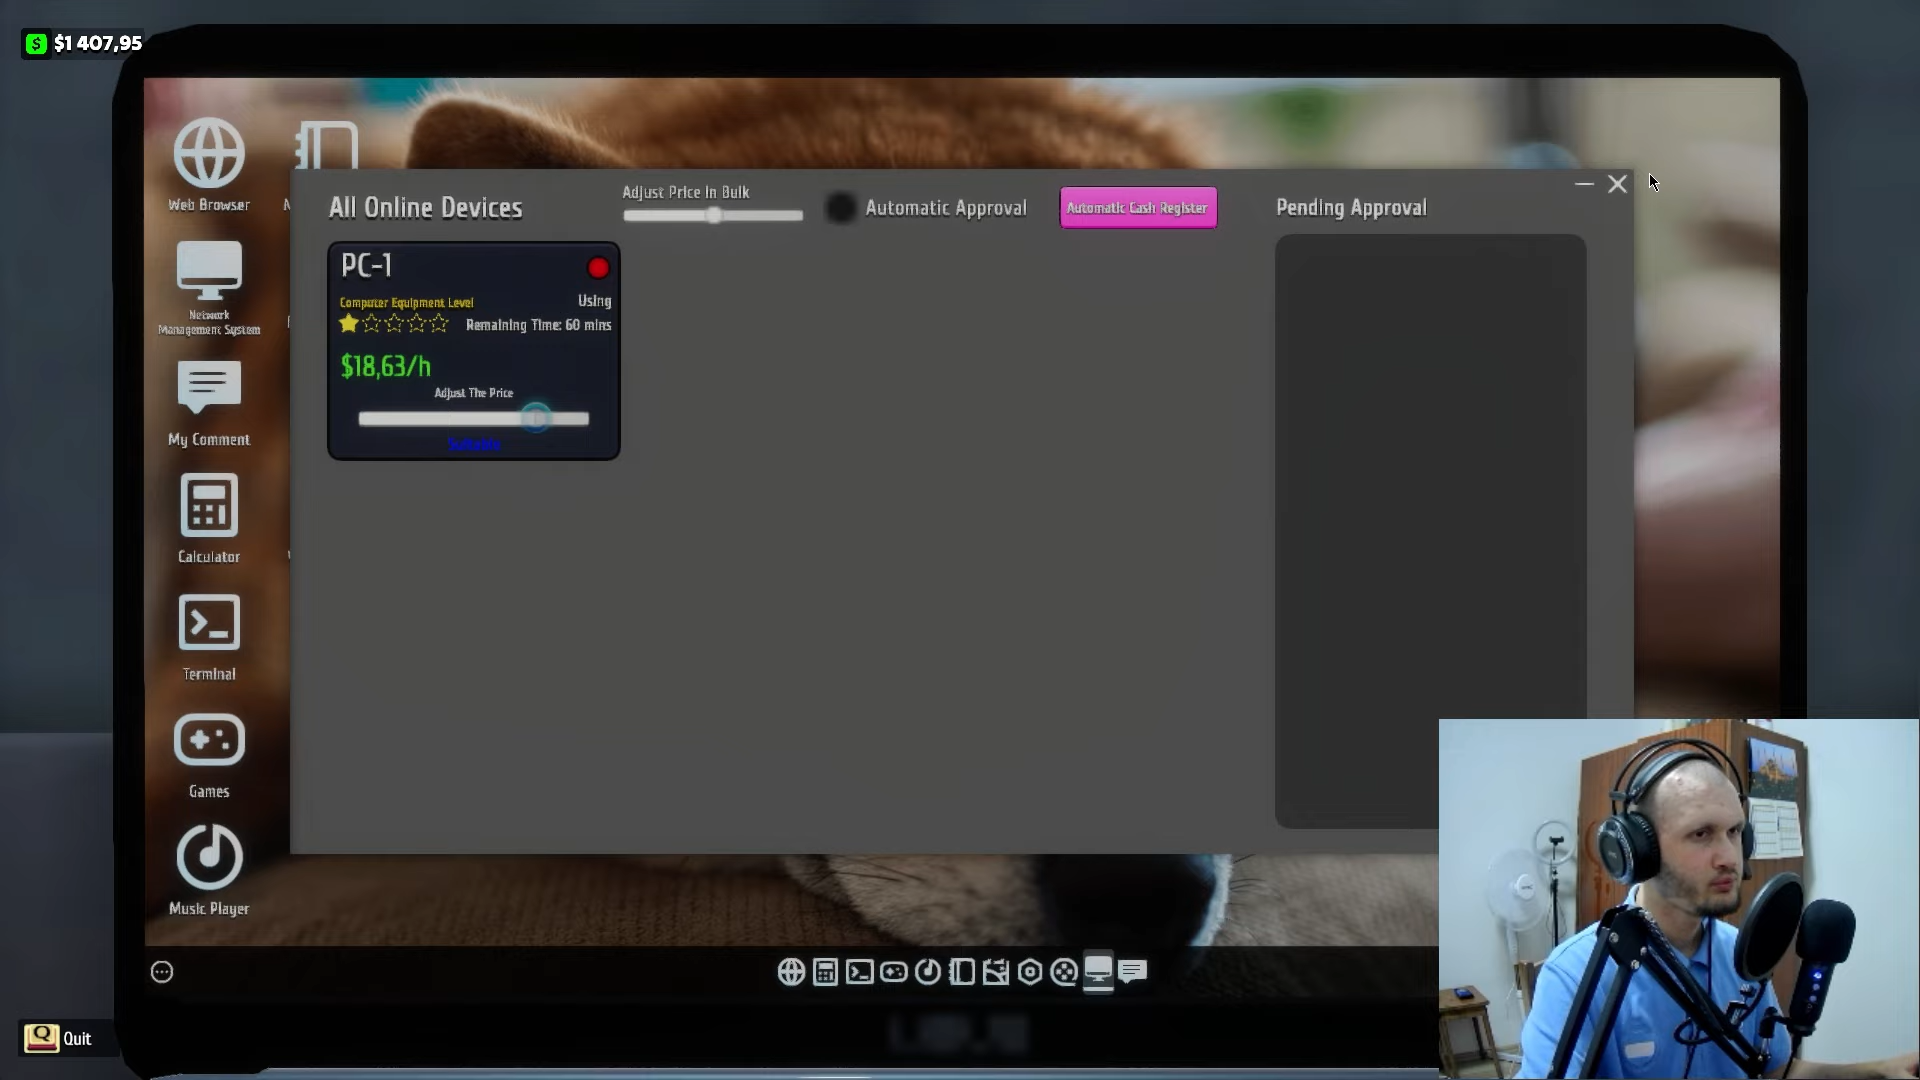 $ $1 407,95
Web Browser
Network
Management System
My Comment
Calculator
Terminal
Games
Music Player
All Online Devices
Adjust Price In Bulk
Automatic Approval
Automatic Cash Register
Pending Approval
PC-1
Computer Equipment Level
Using
Remaining Time: 60 mins
$18,63/h
Adjust The Price
Suitable
Q Quit